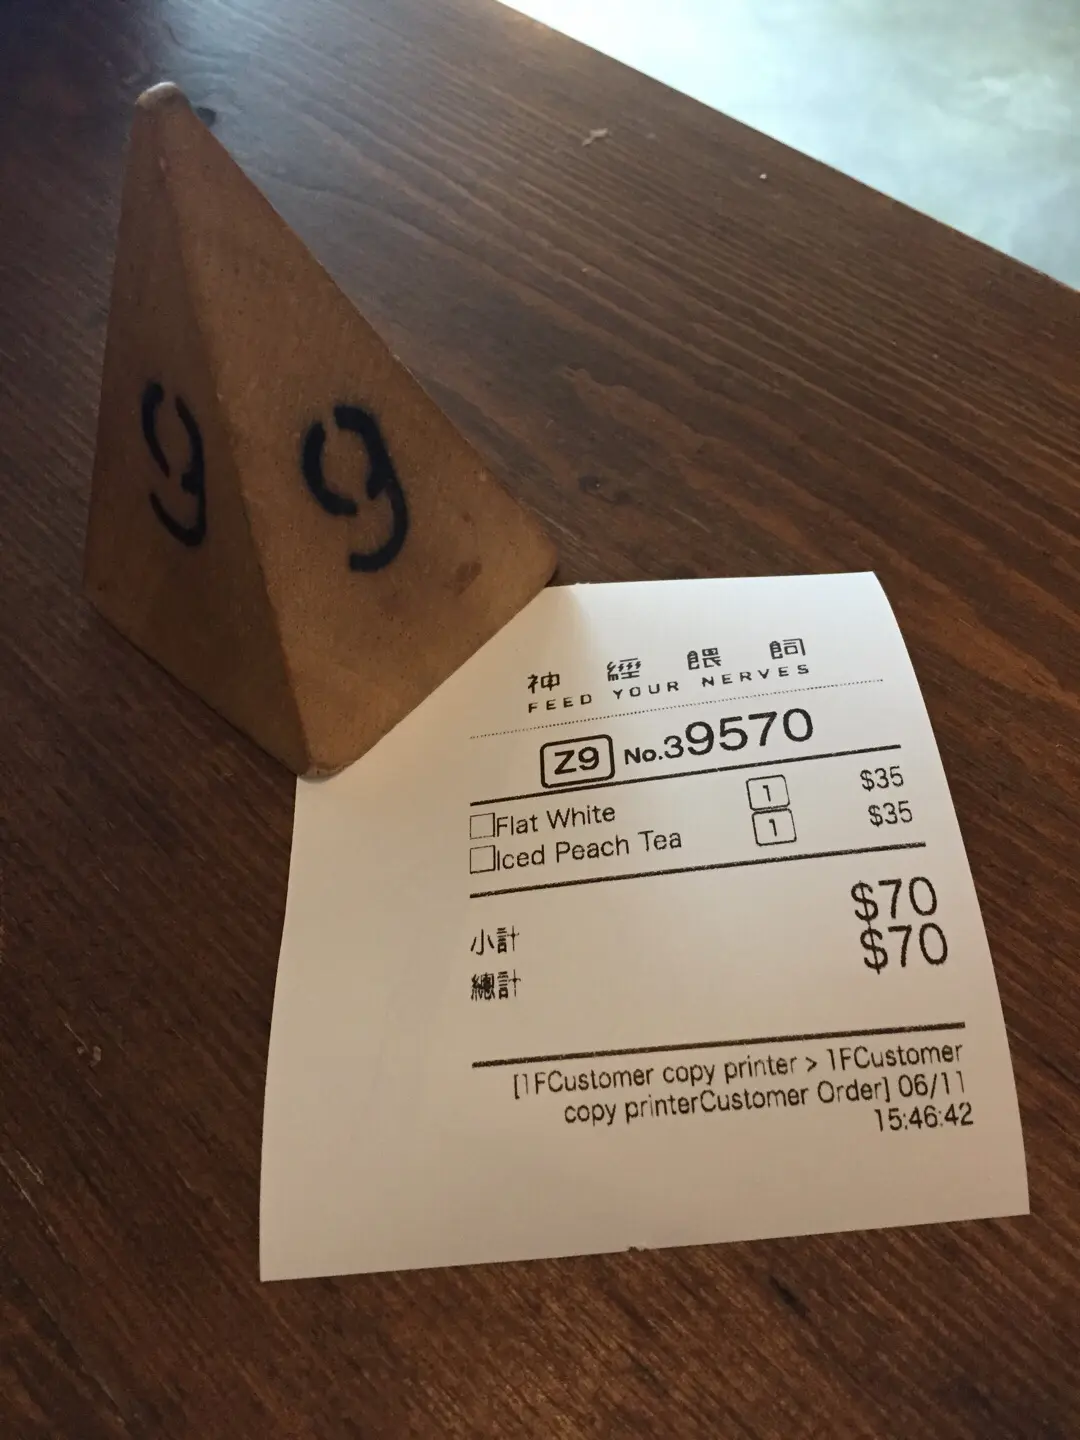 9 9
神經餵飼
FEED YOUR NERVES
Z9 No.39570
Flat White 1 $35
Iced Peach Tea 1 $35
小計 $70
總計 $70
[1FCustomer copy printer > 1FCustomer
copy printerCustomer Order] 06/11
15:46:42